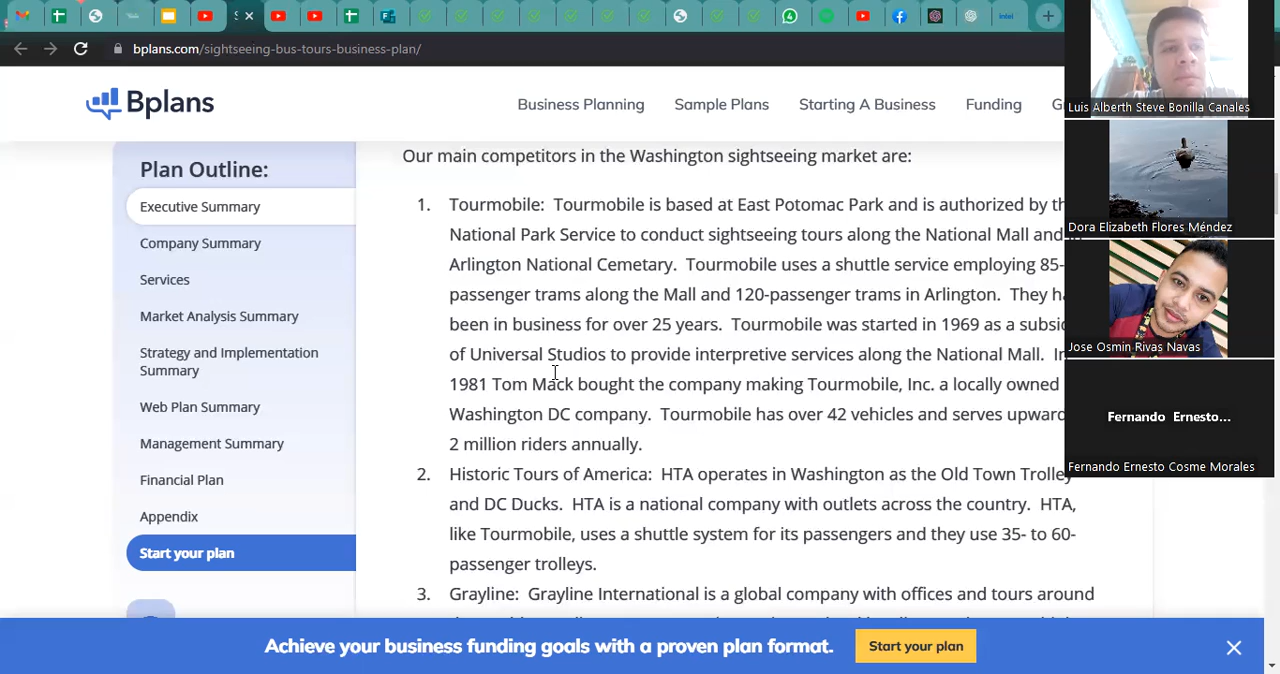 bplans.com/sightseeing-bus-tours-business-plan/
Bplans
Business Planning
Sample Plans
Starting A Business
Funding
Plan Outline:
Executive Summary
Company Summary
Services
Market Analysis Summary
Strategy and Implementation
Summary
Web Plan Summary
Management Summary
Financial Plan
Appendix
Start your plan
Our main competitors in the Washington sightseeing market are:
1. Tourmobile: Tourmobile is based at East Potomac Park and is authorized by
National Park Service to conduct sightseeing tours along the National Mall and
Arlington National Cemetary. Tourmobile uses a shuttle service employing 85-
passenger trams along the Mall and 120-passenger trams in Arlington. They
been in business for over 25 years. Tourmobile was started in 1969 as a
of Universal Studios to provide interpretive services along the National Mall. In
1981 Tom Mack bought the company making Tourmobile, Inc. a locally owned
Washington DC company. Tourmobile has over 42 vehicles and serves
2 million riders annually.
2. Historic Tours of America: HTA operates in Washington as the Old Town Trolley
and DC Ducks. HTA is a national company with outlets across the country. HTA,
like Tourmobile, uses a shuttle system for its passengers and they use 35- to 60-
passenger trolleys.
3. Grayline: Grayline International is a global company with offices and tours around
Achieve your business funding goals with a proven plan format.
Start your plan
Luis Alberth Steve Bonilla Canales
Dora Elizabeth Flores Méndez
Jose Osmin Rivas Navas
Fernando Ernesto...
Fernando Ernesto Cosme Morales